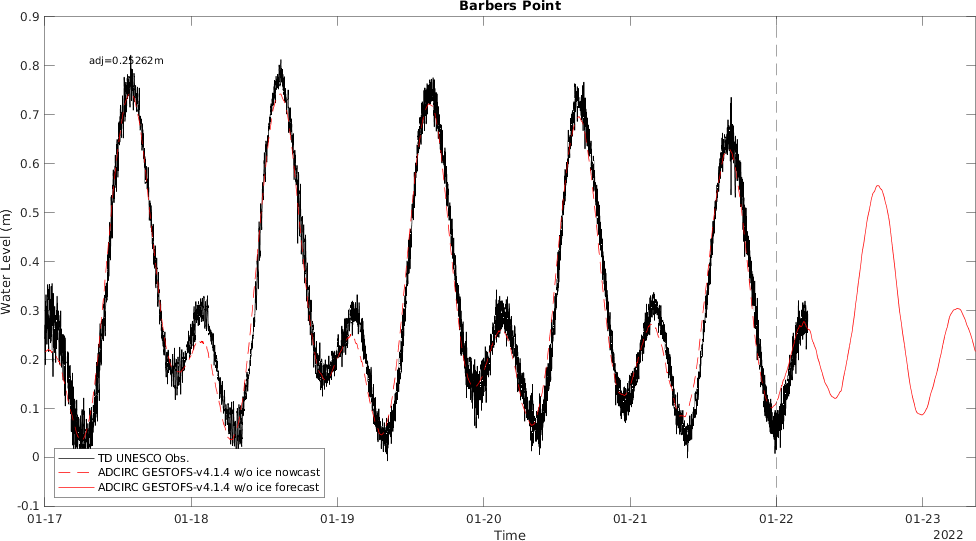 Barbers Point
0.9
0.8
0.7
0.6
0.5
0.4
0.3
0.2
0.1
0
-0.1
Water Level (m)
adj=0.25262m
TD UNESCO Obs.
ADCIRC GESTOFS-v4.1.4 w/o ice nowcast
ADCIRC GESTOFS-v4.1.4 w/o ice forecast
01-17 01-18 01-19 01-20 01-21 01-22 01-23
Time
2022